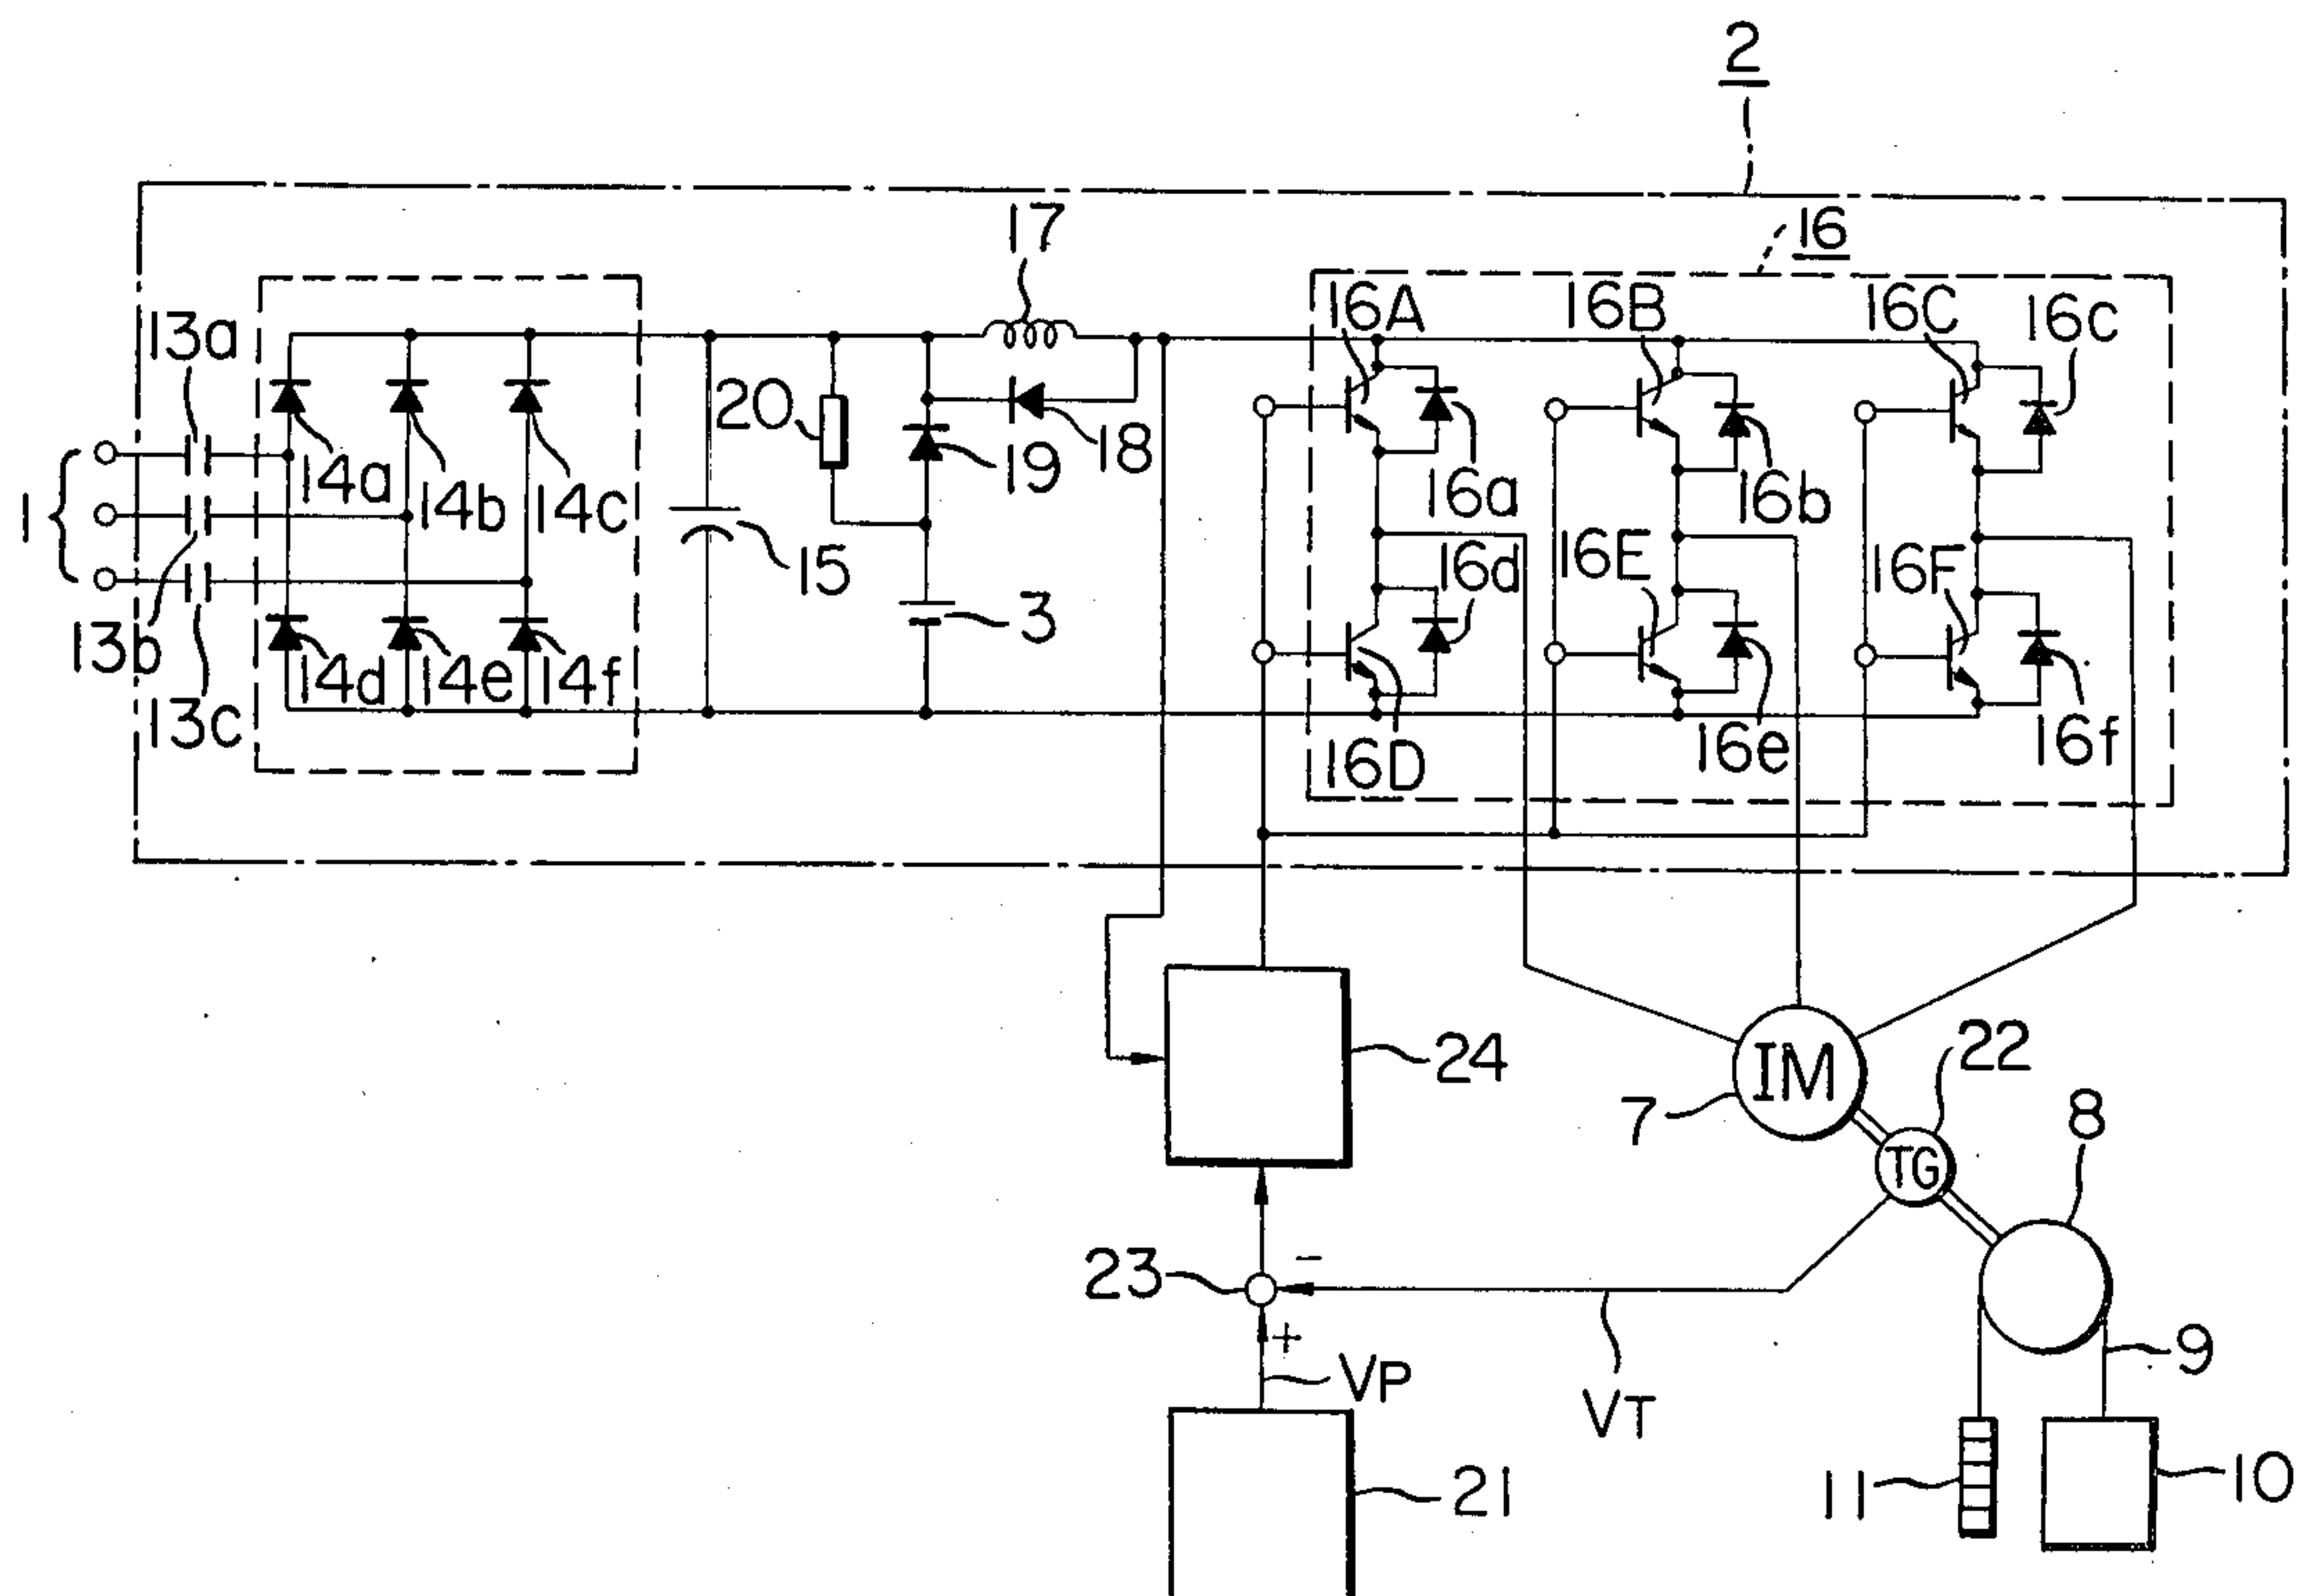 2
17
16
16A
16B
16C
16c
13a
20
18
19
14a
14b
14c
16a
16b
1
15
16d
16E
16F
13b
3
14d
14e
14f
13c
16D
16e
16f
24
IM
22
7
8
TG
23
−
+
VP
VT
9
21
11
10